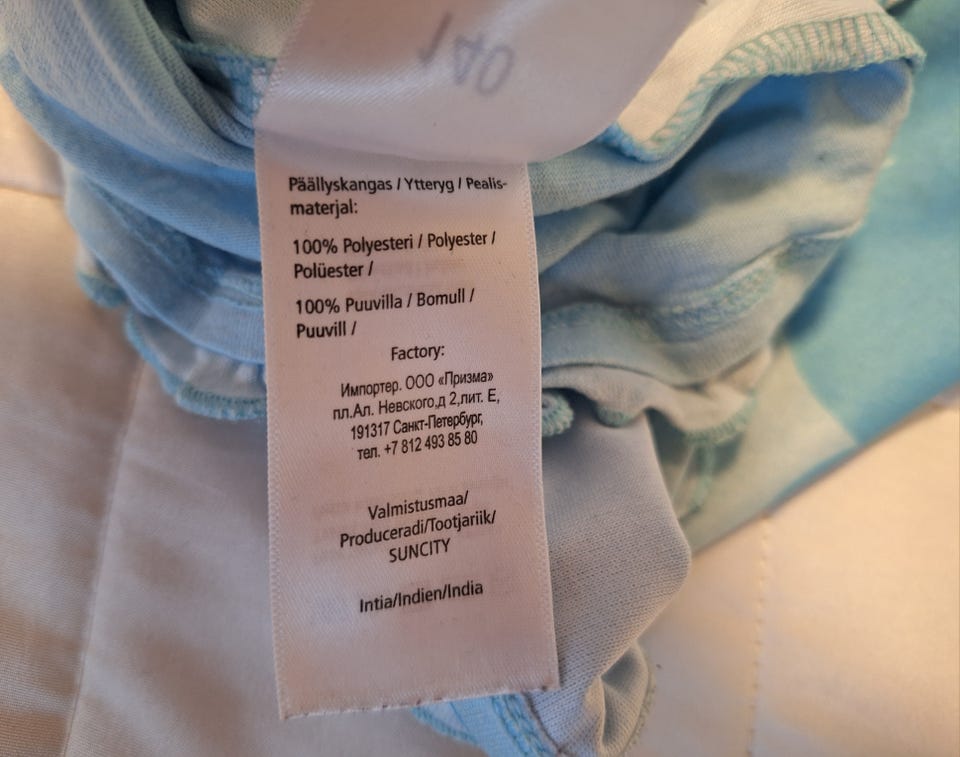 140
Päällyskangas / Ytteryg / Pealis-
materjal:
100% Polyesteri / Polyester /
Polüester /
100% Puuvilla / Bomull /
Puuvill /
Factory:
Импортер. ООО «Призма»
пл.Ал. Невского,д 2,лит. Е,
191317 Санкт-Петербург,
тел. +7 812 493 85 80
Valmistusmaa/
Produceradi/Tootjariik/
SUNCITY
Intia/Indien/India